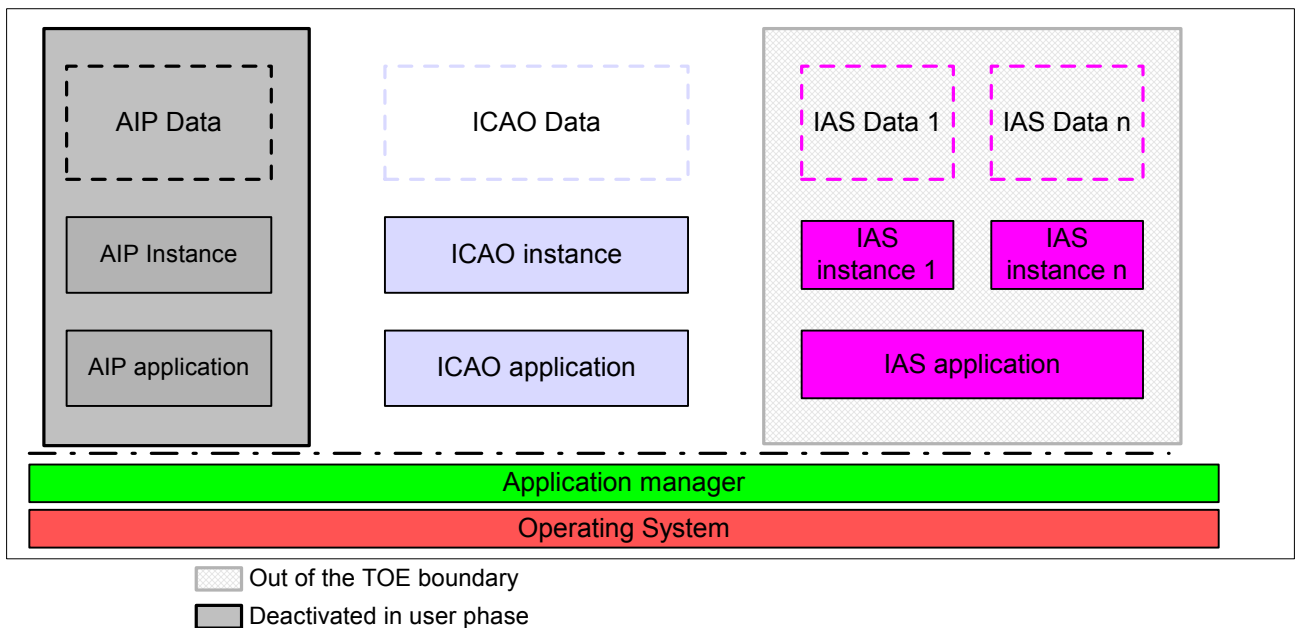 AIP Data
ICAO Data
IAS Data 1
IAS Data n
AIP Instance
ICAO instance
IAS
instance 1
IAS
instance n
AIP application
ICAO application
IAS application
Application manager
Operating System
Out of the TOE boundary
Deactivated in user phase